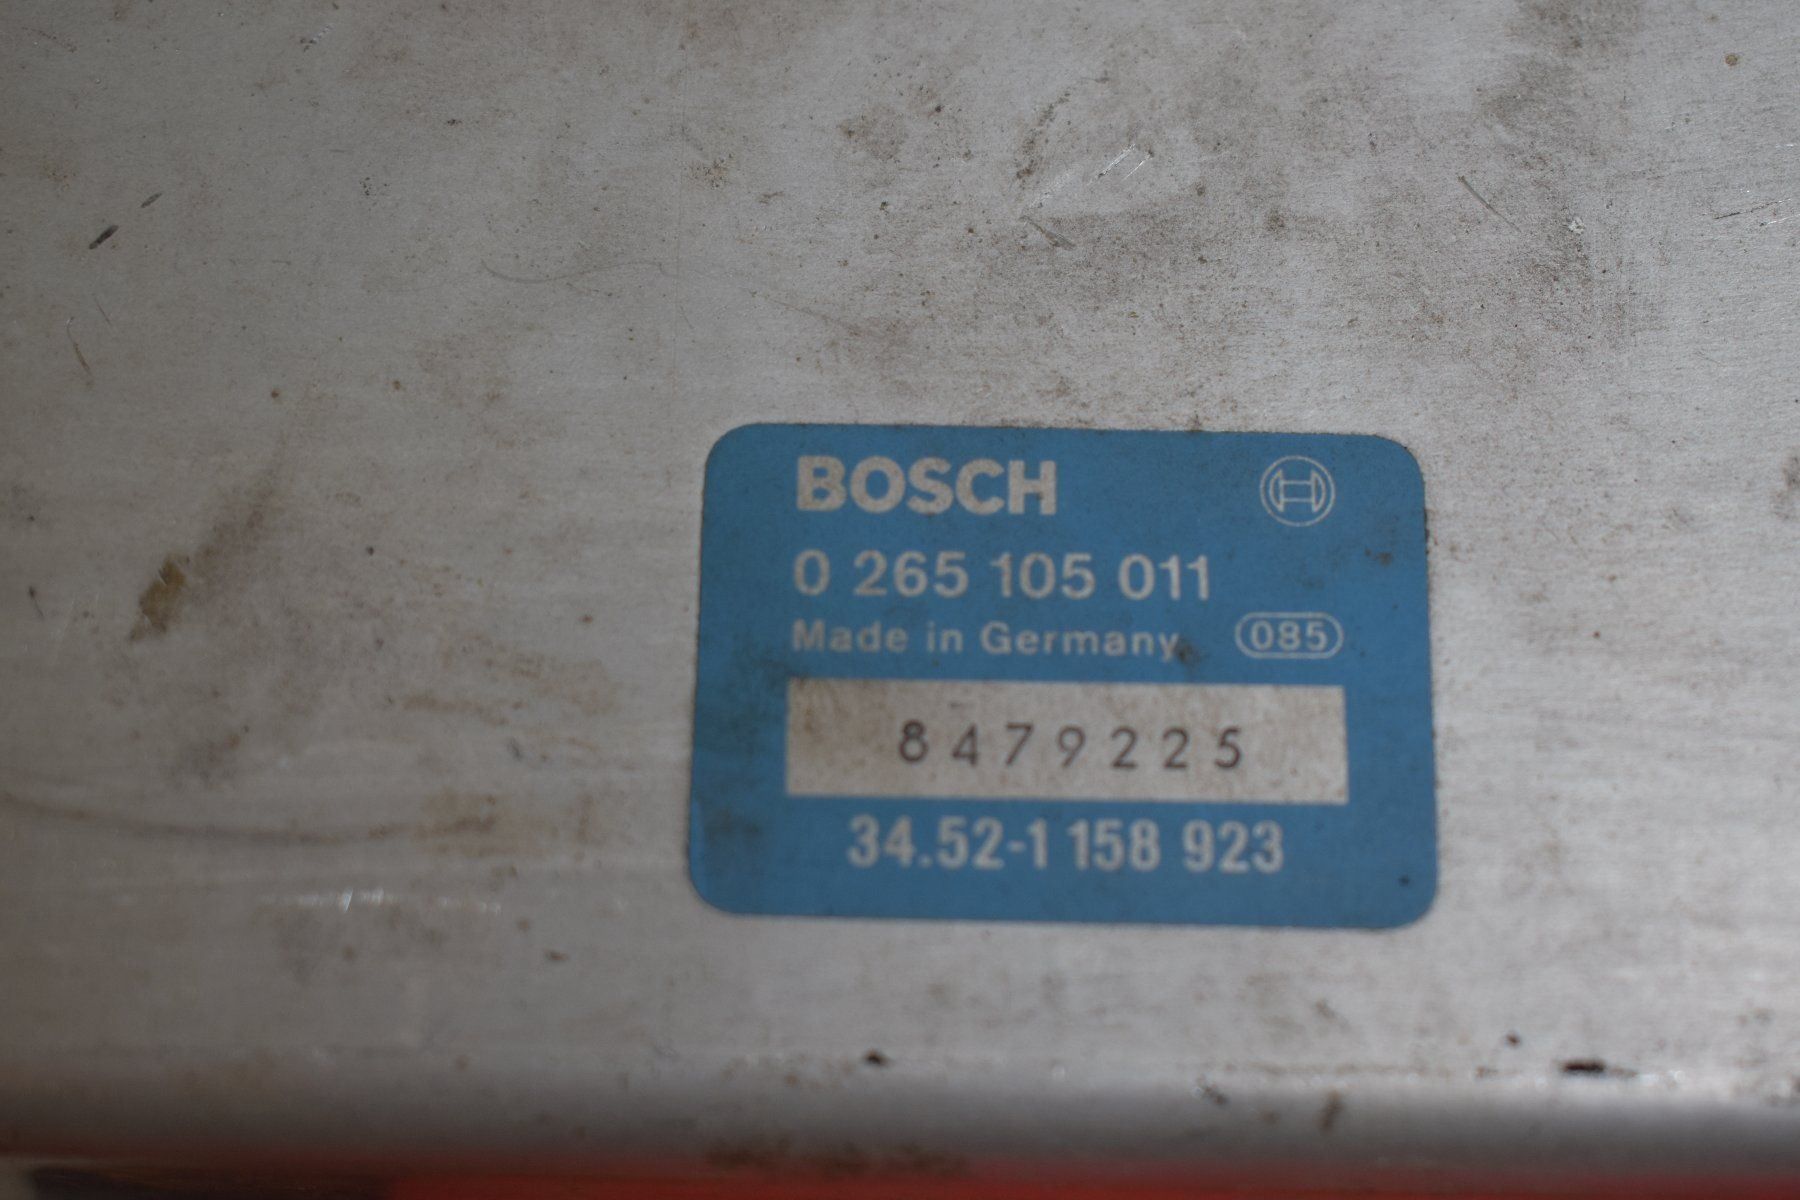 BOSCH
0 265 105 011
Made in Germany 085
8479225
34.52-1 158 923